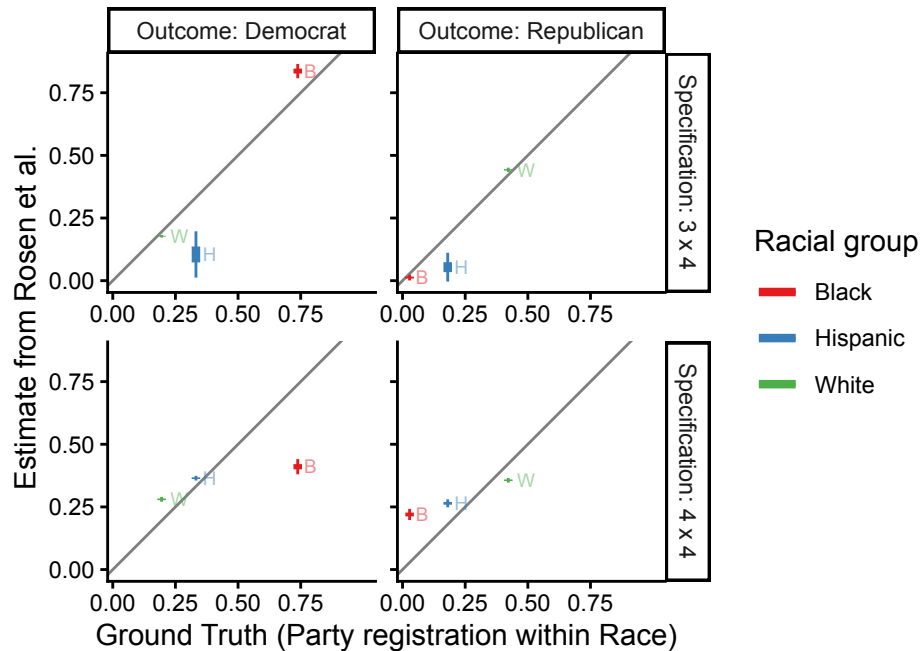 Outcome: Democrat
Outcome: Republican
Estimate from Rosen et al.
0.75
0.50
0.25
0.00
B
W
H
0.00 0.25 0.50 0.75
W
H
B
0.00 0.25 0.50 0.75
Specification: 3 x 4
0.75
0.50
0.25
0.00
H
W
B
0.00 0.25 0.50 0.75
W
H
B
0.00 0.25 0.50 0.75
Specification: 4 x 4
Ground Truth (Party registration within Race)
Racial group
Black
Hispanic
White